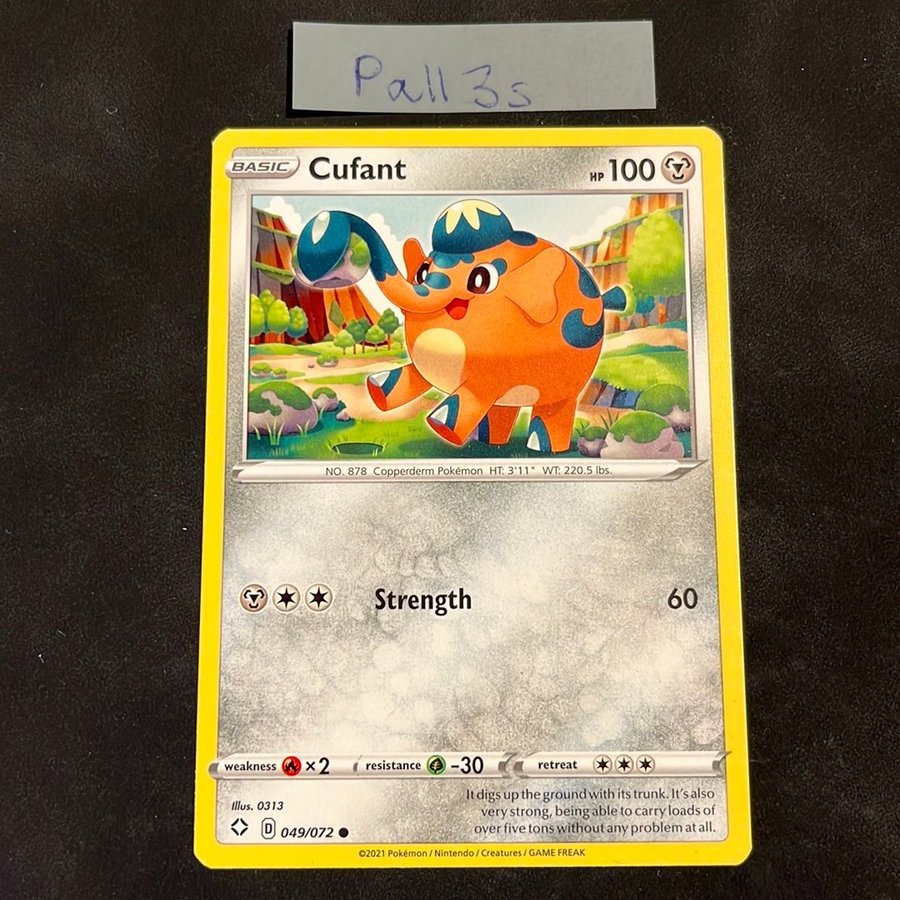 Pall3s
BASIC Cufant HP 100
NO. 878 Copperderm Pokémon HT: 3'11" WT: 220.5 lbs.
Strength 60
weakness ×2 resistance -30 retreat
It digs up the ground with its trunk. It's also
very strong, being able to carry loads of
over five tons without any problem at all.
Illus. 0313
D 049/072
©2021 Pokémon / Nintendo / Creatures / GAME FREAK